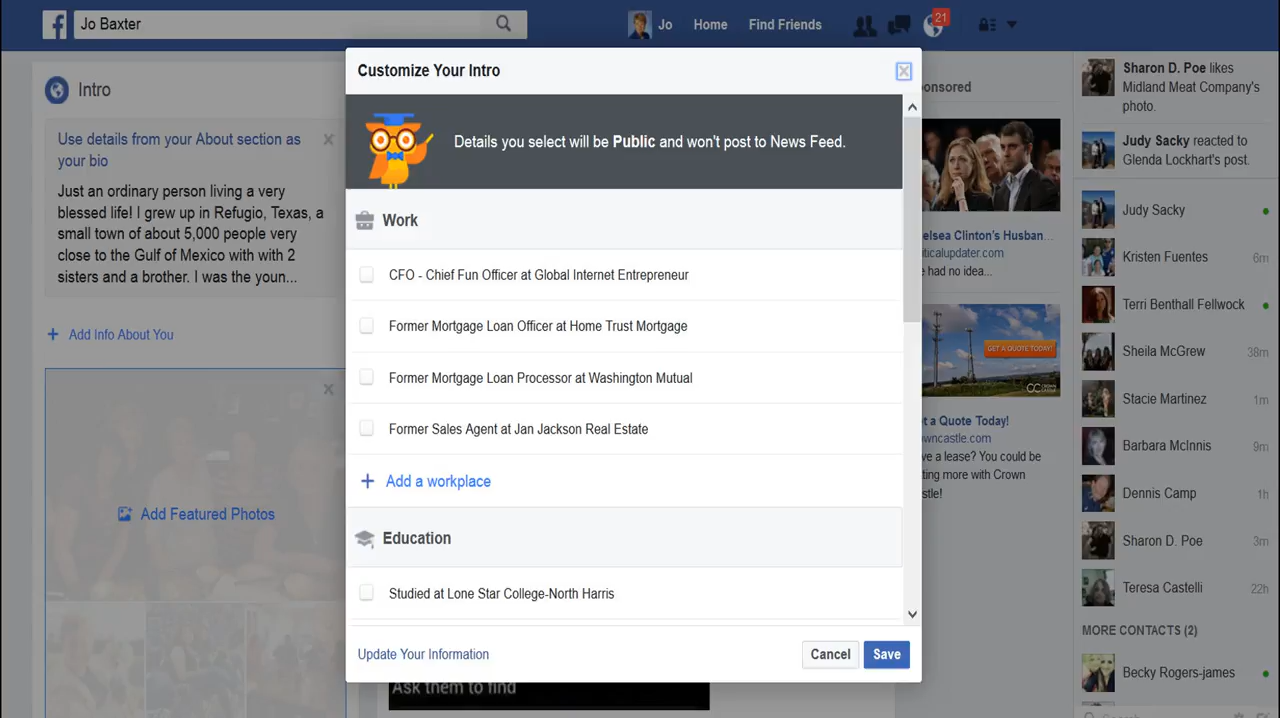 Jo Baxter
Jo
Home
Find Friends
21
Intro
Use details from your About section as
your bio
Just an ordinary person living a very
blessed life! I grew up in Refugio, Texas, a
small town of about 5,000 people very
close to the Gulf of Mexico with with 2
sisters and a brother. I was the youn...
+ Add Info About You
Add Featured Photos
Customize Your Intro
Details you select will be Public and won't post to News Feed.
Work
CFO - Chief Fun Officer at Global Internet Entrepreneur
Former Mortgage Loan Officer at Home Trust Mortgage
Former Mortgage Loan Processor at Washington Mutual
Former Sales Agent at Jan Jackson Real Estate
+ Add a workplace
Education
Studied at Lone Star College-North Harris
Update Your Information
Cancel
Save
Ask them to find
onsored
elsea Clinton's Husban...
iticalupdater.com
e had no idea...
GET A QUOTE TODAY!
CROWN
CASTLE
t a Quote Today!
owncastle.com
ve a lease? You could be
tting more with Crown
stle!
Sharon D. Poe likes
Midland Meat Company's
photo.
Judy Sacky reacted to
Glenda Lockhart's post.
Judy Sacky
Kristen Fuentes 6m
Terri Benthall Fellwock
Sheila McGrew 38m
Stacie Martinez 1m
Barbara McInnis 9m
Dennis Camp 1h
Sharon D. Poe 3m
Teresa Castelli 22h
MORE CONTACTS (2)
Becky Rogers-james
Search